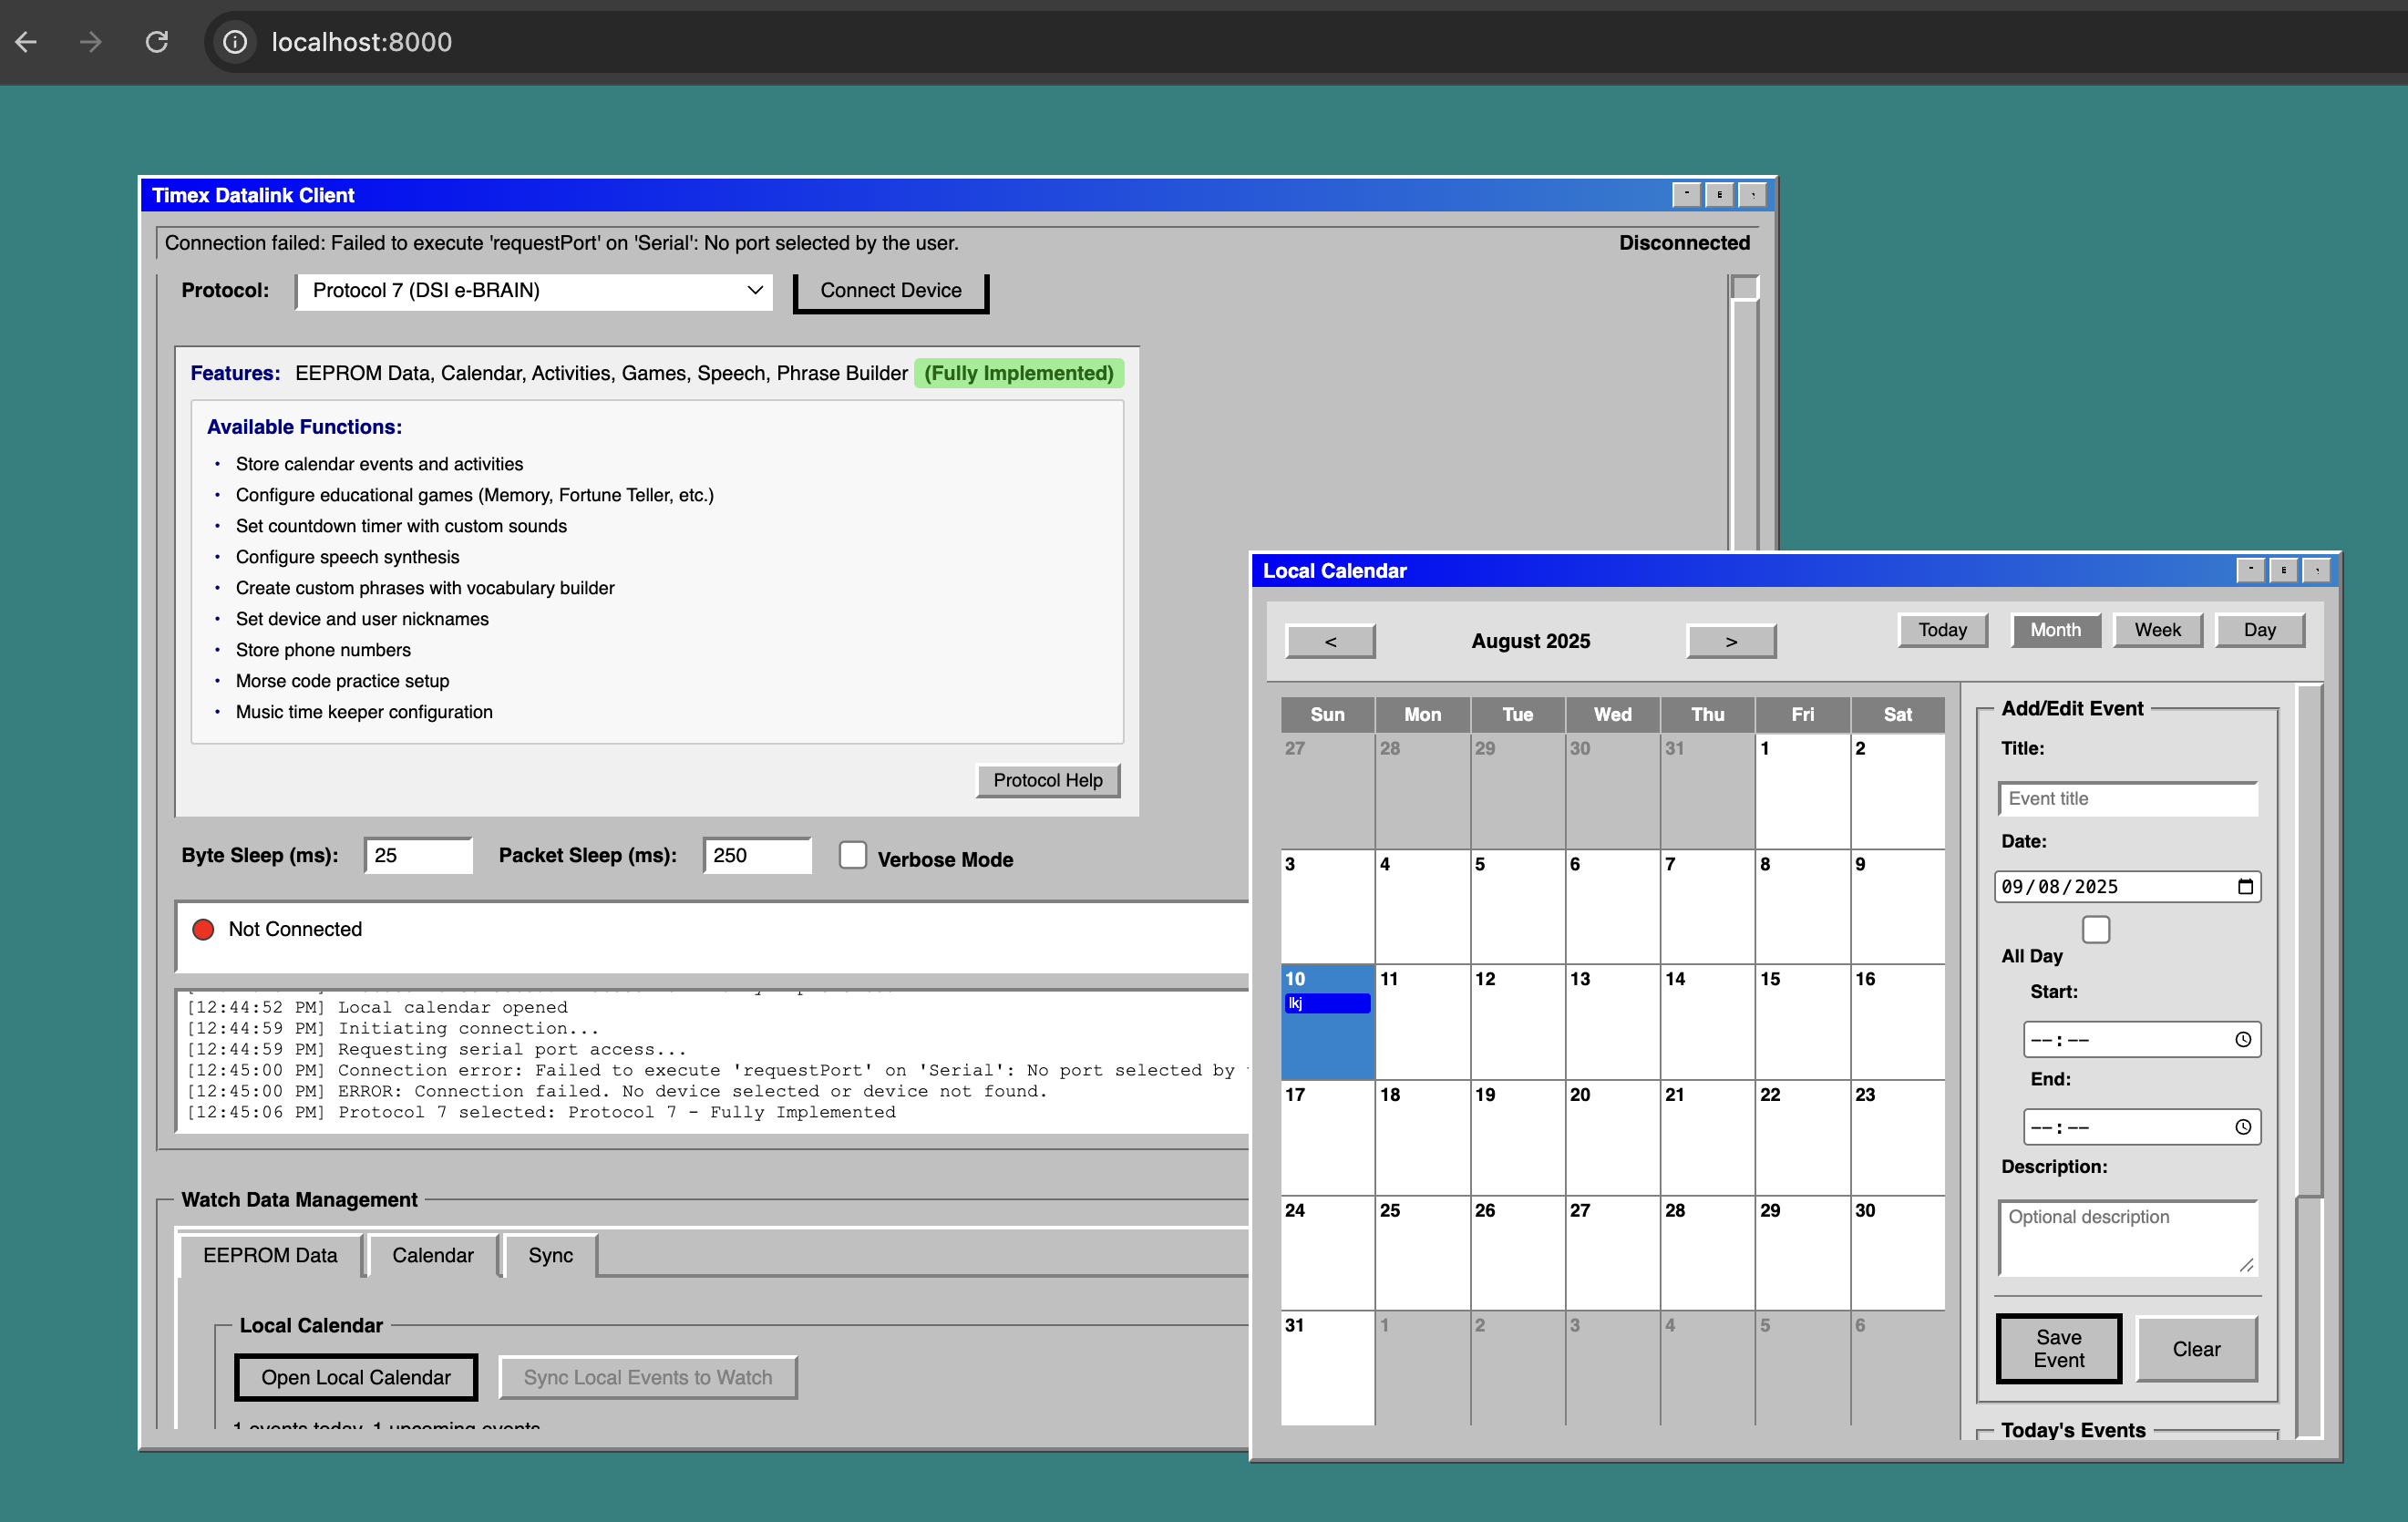 localhost:8000
Timex Datalink Client
Connection failed: Failed to execute 'requestPort' on 'Serial': No port selected by the user.
Disconnected
Protocol:
Protocol 7 (DSI e-BRAIN)
Connect Device
Features: EEPROM Data, Calendar, Activities, Games, Speech, Phrase Builder (Fully Implemented)
Available Functions:
• Store calendar events and activities
• Configure educational games (Memory, Fortune Teller, etc.)
• Set countdown timer with custom sounds
• Configure speech synthesis
• Create custom phrases with vocabulary builder
• Set device and user nicknames
• Store phone numbers
• Morse code practice setup
• Music time keeper configuration
Protocol Help
Byte Sleep (ms): 25 Packet Sleep (ms): 250 Verbose Mode
Not Connected
[12:44:52 PM] Local calendar opened
[12:44:59 PM] Initiating connection...
[12:44:59 PM] Requesting serial port access...
[12:45:00 PM] Connection error: Failed to execute 'requestPort' on 'Serial': No port selected by
[12:45:00 PM] ERROR: Connection failed. No device selected or device not found.
[12:45:06 PM] Protocol 7 selected: Protocol 7 - Fully Implemented
Watch Data Management
EEPROM Data Calendar Sync
Local Calendar
Open Local Calendar Sync Local Events to Watch
1 events today, 1 upcoming events
Local Calendar
< August 2025 > Today Month Week Day
Sun Mon Tue Wed Thu Fri Sat
27 28 29 30 31 1 2
3 4 5 6 7 8 9
10 11 12 13 14 15 16
lkj
17 18 19 20 21 22 23
24 25 26 27 28 29 30
31 1 2 3 4 5 6
Add/Edit Event
Title:
Event title
Date:
09/08/2025
All Day
Start:
--:--
End:
--:--
Description:
Optional description
Save
Event
Clear
Today's Events